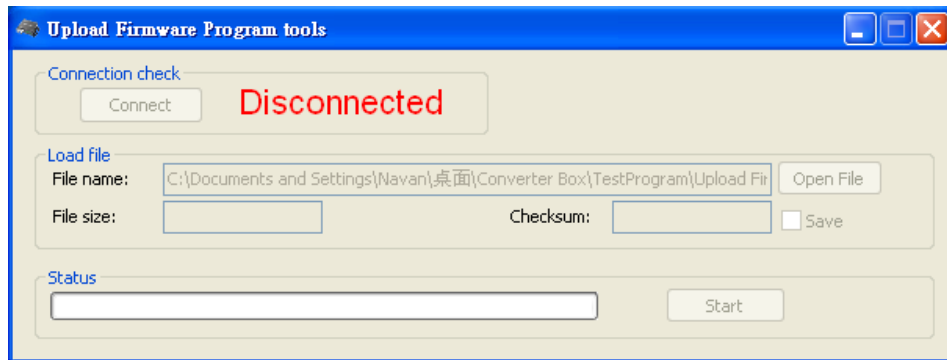 Upload Firmware Program tools
Connection check
Connect Disconnected
Load file
File name: C:\Documents and Settings\Navan\桌面\Converter Box\TestProgram\Upload Fir Open File
File size: Checksum: Save
Status
Start